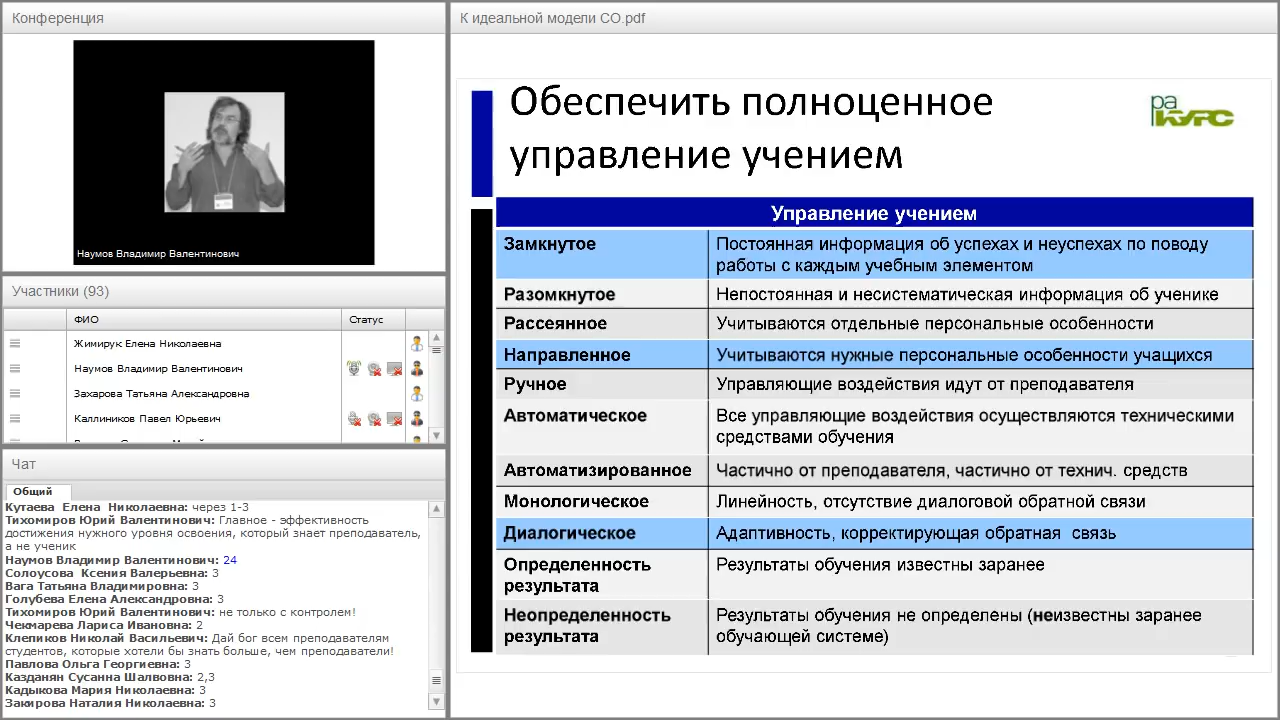 Конференция
Наумов Владимир Валентинович
Участники (93)
ФИО Статус
Жимирук Елена Николаевна
Наумов Владимир Валентинович
Захарова Татьяна Александровна
Каллиников Павел Юрьевич
Чат
Общий
Кутаева Елена Николаевна: через 1-3
Тихомиров Юрий Валентинович: Главное - эффективность
достижения нужного уровня освоения, который знает преподаватель,
а не ученик
Наумов Владимир Валентинович: 24
Солоусова Ксения Валерьевна: 3
Вага Татьяна Владимировна: 3
Голубева Елена Александровна: 3
Тихомиров Юрий Валентинович: не только с контролем!
Чекмарева Лариса Ивановна: 2
Клепиков Николай Васильевич: Дай бог всем преподавателям
студентов, которые хотели бы знать больше, чем преподаватели!
Павлова Ольга Георгиевна: 3
Казданян Сусанна Шалвовна: 2,3
Кадыкова Мария Николаевна: 3
Закирова Наталия Николаевна: 3
К идеальной модели СО.pdf
Обеспечить полноценное
управление учением
ра
КУРС
Управление учением
Замкнутое Постоянная информация об успехах и неуспехах по поводу
работы с каждым учебным элементом
Разомкнутое Непостоянная и несистематическая информация об ученике
Рассеянное Учитываются отдельные персональные особенности
Направленное Учитываются нужные персональные особенности учащихся
Ручное Управляющие воздействия идут от преподавателя
Автоматическое Все управляющие воздействия осуществляются техническими
средствами обучения
Автоматизированное Частично от преподавателя, частично от технич. средств
Монологическое Линейность, отсутствие диалоговой обратной связи
Диалогическое Адаптивность, корректирующая обратная связь
Определенность Результаты обучения известны заранее
результата
Неопределенность Результаты обучения не определены (неизвестны заранее
результата обучающей системе)